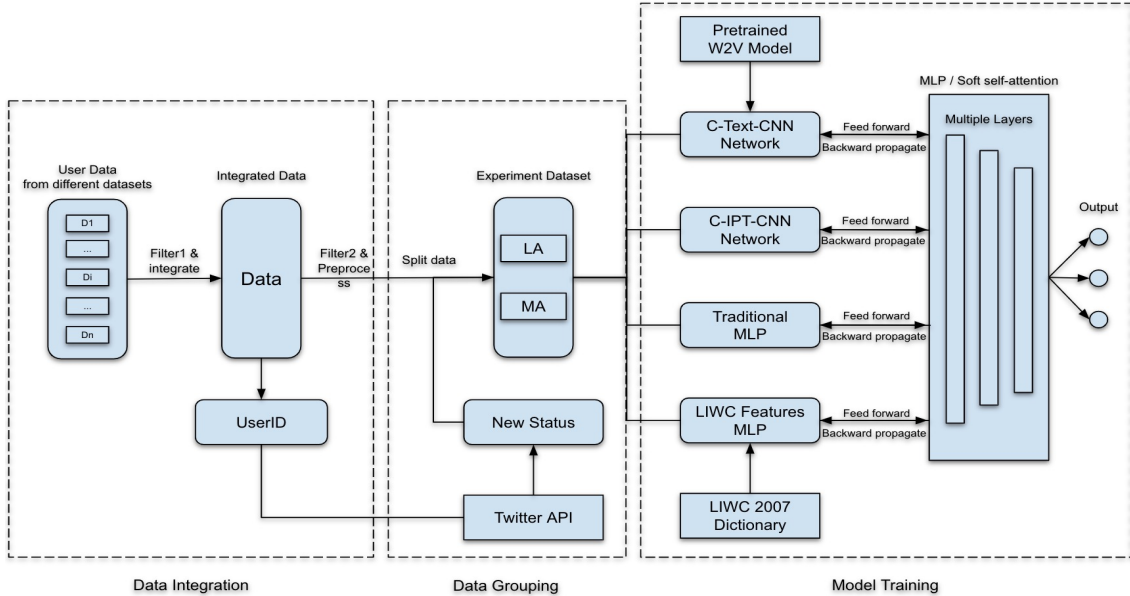 User Data
from different datasets
D1
...
Di
...
Dn
Filter1 &
integrate
Integrated Data
Data
UserID
Filter2 &
Preproce
ss
Data Integration
Split data
Experiment Dataset
LA
MA
New Status
Twitter API
Data Grouping
Pretrained
W2V Model
C-Text-CNN
Network
Feed forward
Backward propagate
C-IPT-CNN
Network
Feed forward
Backward propagate
Traditional
MLP
Feed forward
Backward propagate
LIWC Features
MLP
Feed forward
Backward propagate
LIWC 2007
Dictionary
MLP / Soft self-attention
Multiple Layers
Output
Model Training